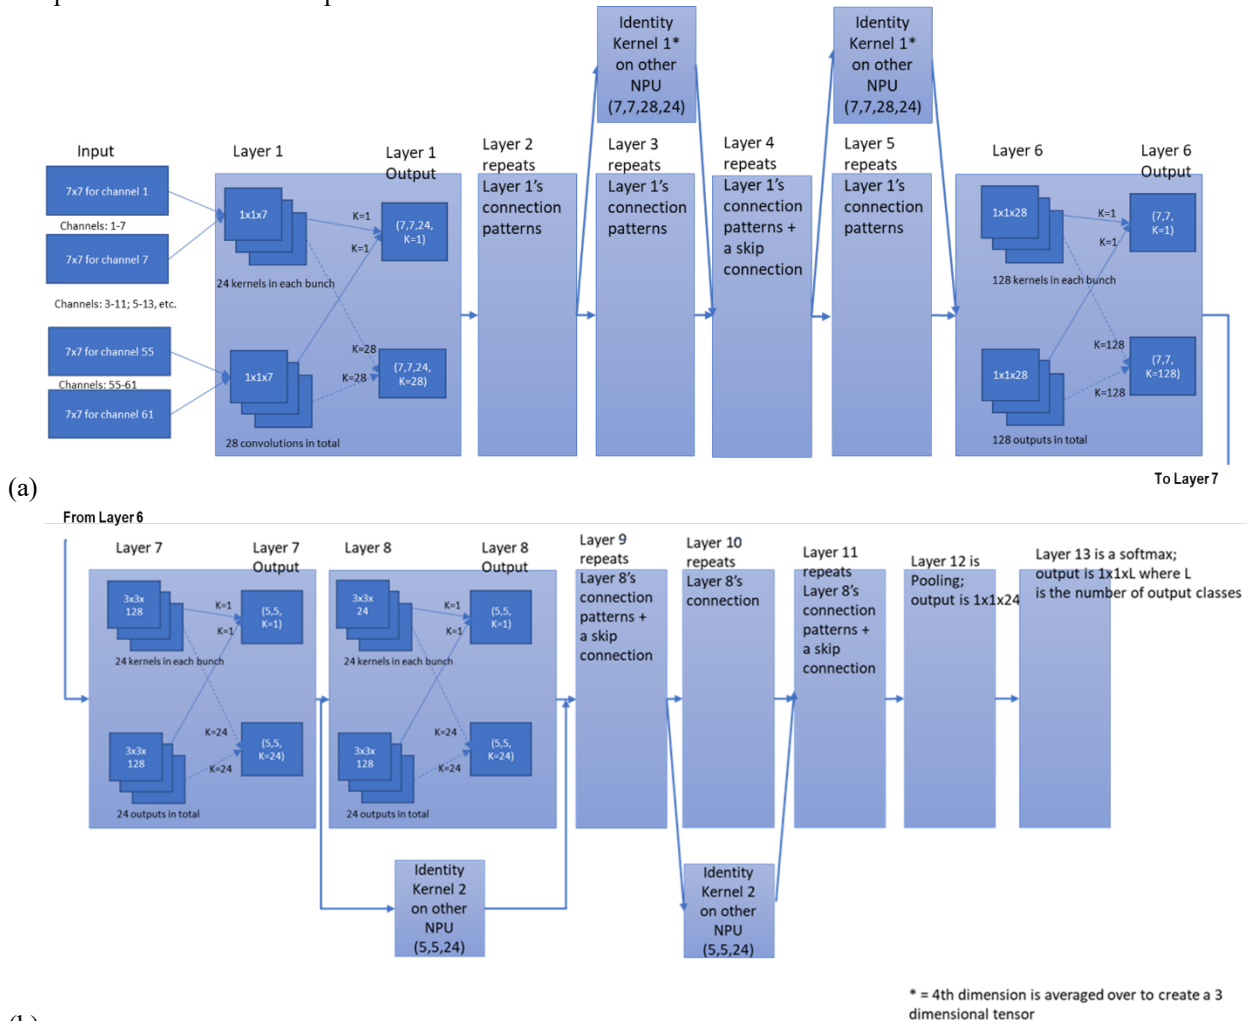 Identity
Kernel 1*
on other
NPU
(7,7,28,24)
Identity
Kernel 1*
on other
NPU
(7,7,28,24)
Input
7x7 for channel 1
Channels: 1-7
7x7 for channel 7
Channels: 3-11; 5-13, etc.
7x7 for channel 55
Channels: 55-61
7x7 for channel 61
Layer 1
1x1x7
24 kernels in each bunch
1x1x7
28 convolutions in total
K=1
K=1
K=28
K=28
Layer 1
Output
(7,7,24,
K=1)
(7,7,24,
K=28)
Layer 2
repeats
Layer 1's
connection
patterns
Layer 3
repeats
Layer 1's
connection
patterns
Layer 4
repeats
Layer 1's
connection
patterns +
a skip
connection
Layer 5
repeats
Layer 1's
connection
patterns
Layer 6
1x1x28
128 kernels in each bunch
1x1x28
128 outputs in total
K=1
K=1
K=128
K=128
Layer 6
Output
(7,7,
K=1)
(7,7,
K=128)
To Layer 7
(a)
From Layer 6
Layer 7
3x3x
128
24 kernels in each bunch
3x3x
128
24 outputs in total
K=1
K=1
K=24
K=24
Layer 7
Output
(5,5,
K=1)
(5,5,
K=24)
Layer 8
3x3x
24
24 kernels in each bunch
3x3x
128
24 outputs in total
K=1
K=1
K=24
K=24
Layer 8
Output
(5,5,
K=1)
(5,5,
K=24)
Layer 9
repeats
Layer 8's
connection
patterns +
a skip
connection
Layer 10
repeats
Layer 8's
connection
Layer 11
repeats
Layer 8's
connection
patterns +
a skip
connection
Layer 12 is
Pooling;
output is 1x1x24
Layer 13 is a softmax;
output is 1x1xL where L
is the number of output classes
Identity
Kernel 2
on other
NPU
(5,5,24)
Identity
Kernel 2
on other
NPU
(5,5,24)
* = 4th dimension is averaged over to create a 3
dimensional tensor